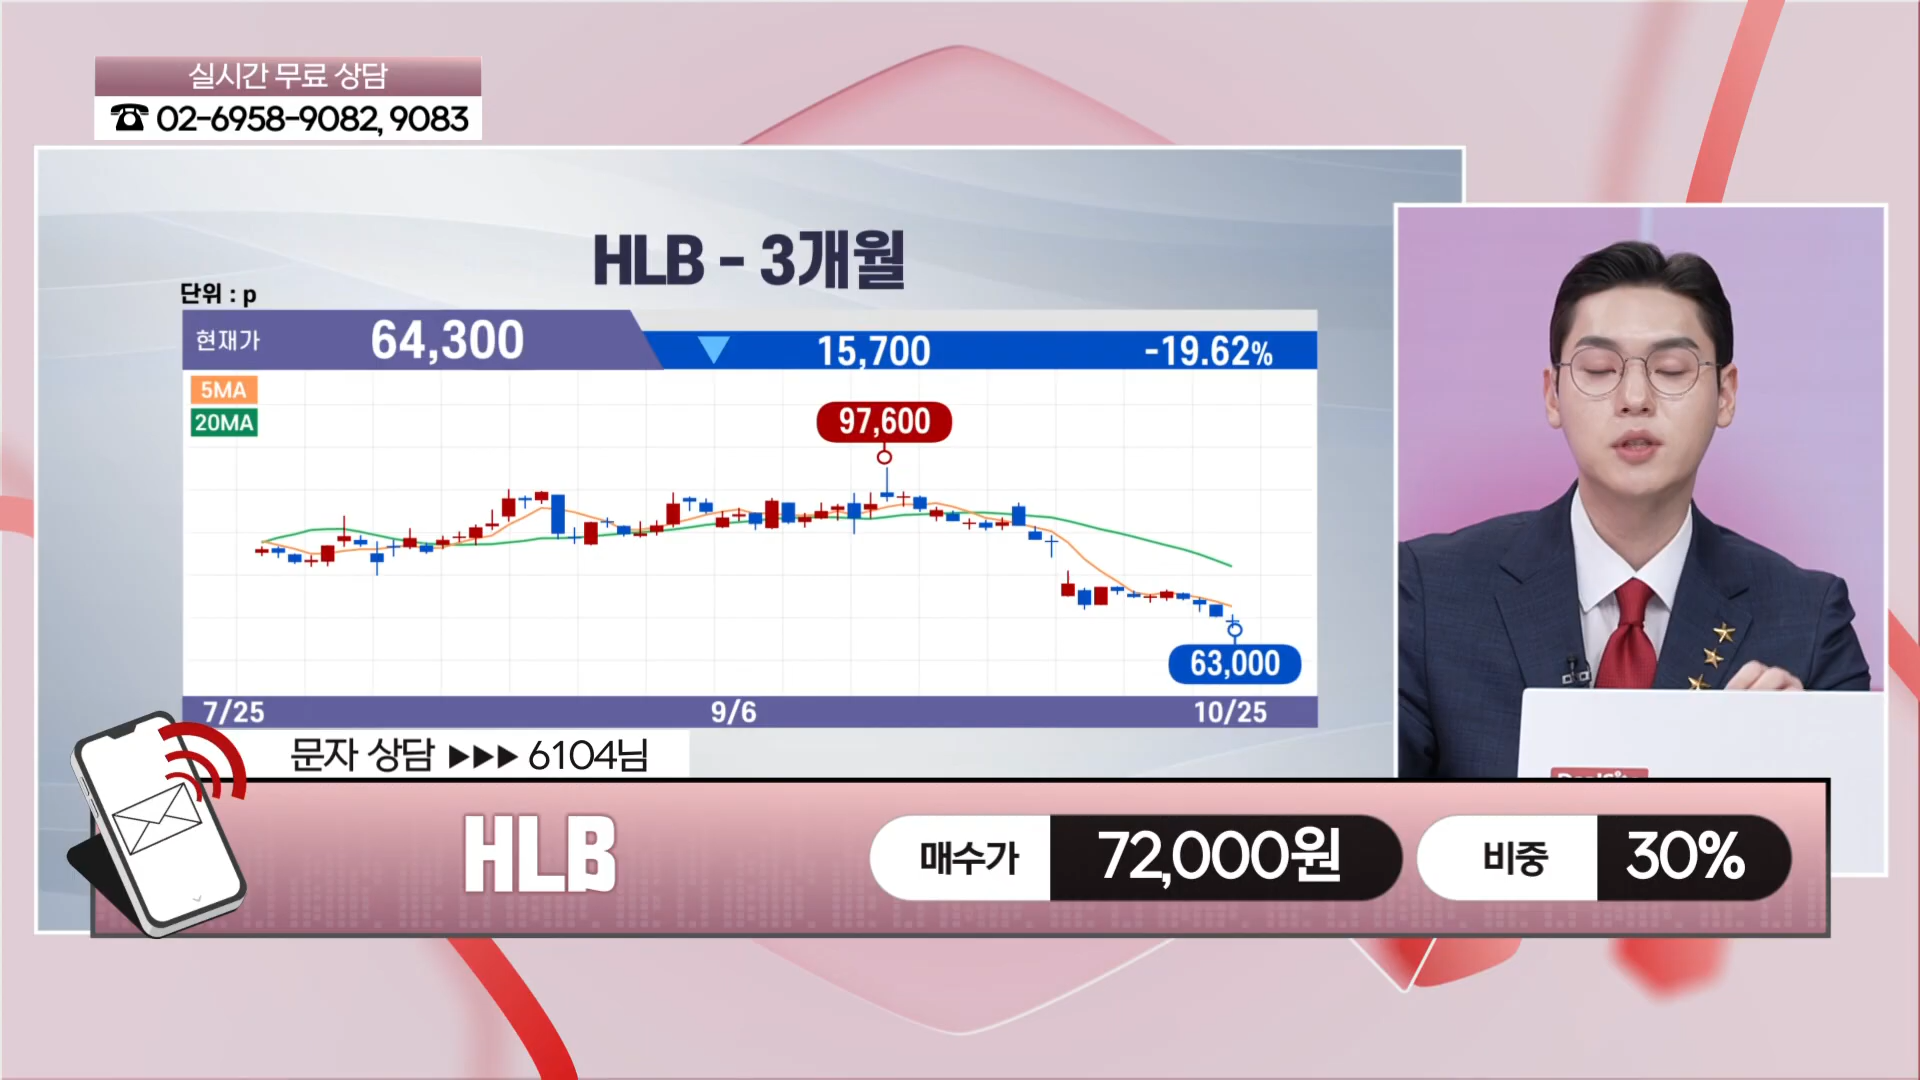 실시간 무료 상담
☎ 02-6958-9082, 9083
HLB - 3개월
단위 : p
현재가 64,300 ▼ 15,700 -19.62%
5MA
20MA
97,600
63,000
7/25 9/6 10/25
문자 상담 ▶▶▶ 6104님
HLB 매수가 72,000원 비중 30%